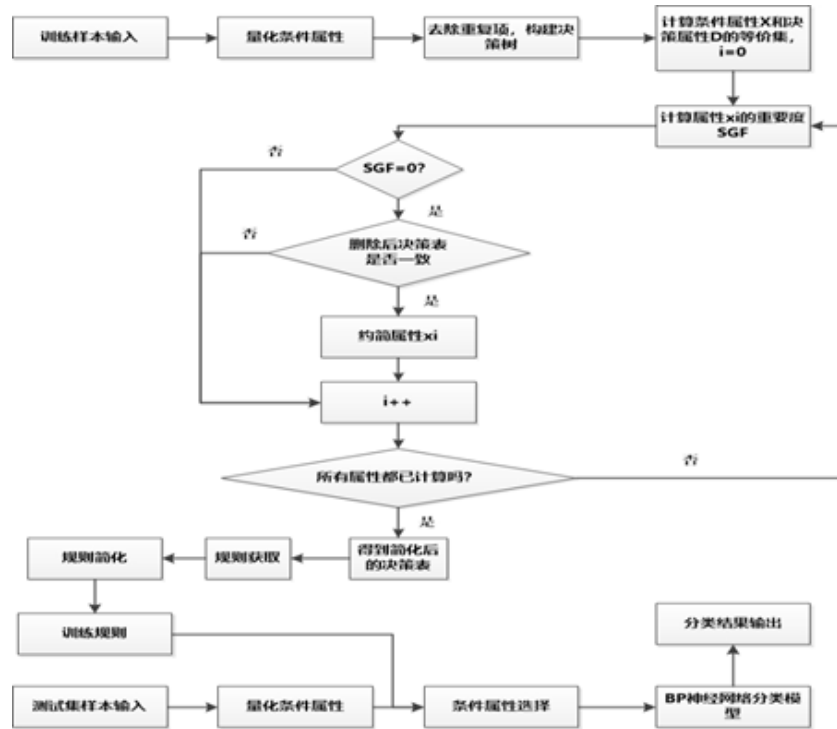 训练样本输入
量化条件属性
去除重复项，构建决
策树
计算条件属性X和决
策属性D的等价集，
i=0
计算属性xi的重要度
SGF
否
SGF=0?
是
否
删除后决策表
是否一致
是
约简属性xi
i++
所有属性都已计算吗?
否
是
得到简化后
的决策表
规则获取
规则简化
训练规则
分类结果输出
测试集样本输入
量化条件属性
条件属性选择
BP神经网络分类模
型